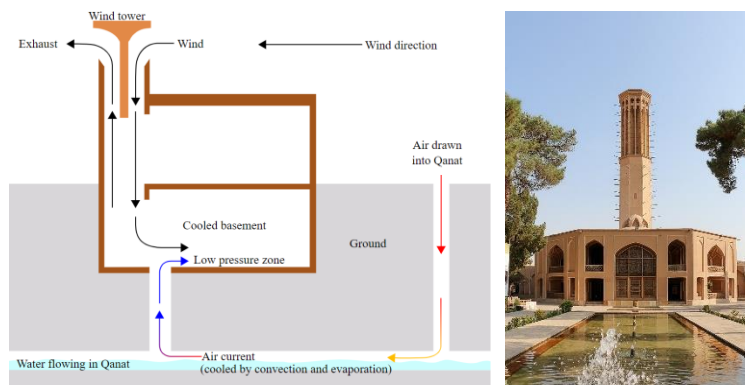 Wind tower
Exhaust
Wind
Wind direction
Air drawn
into Qanat
Cooled basement
Ground
Low pressure zone
Air current
(cooled by convection and evaporation)
Water flowing in Qanat